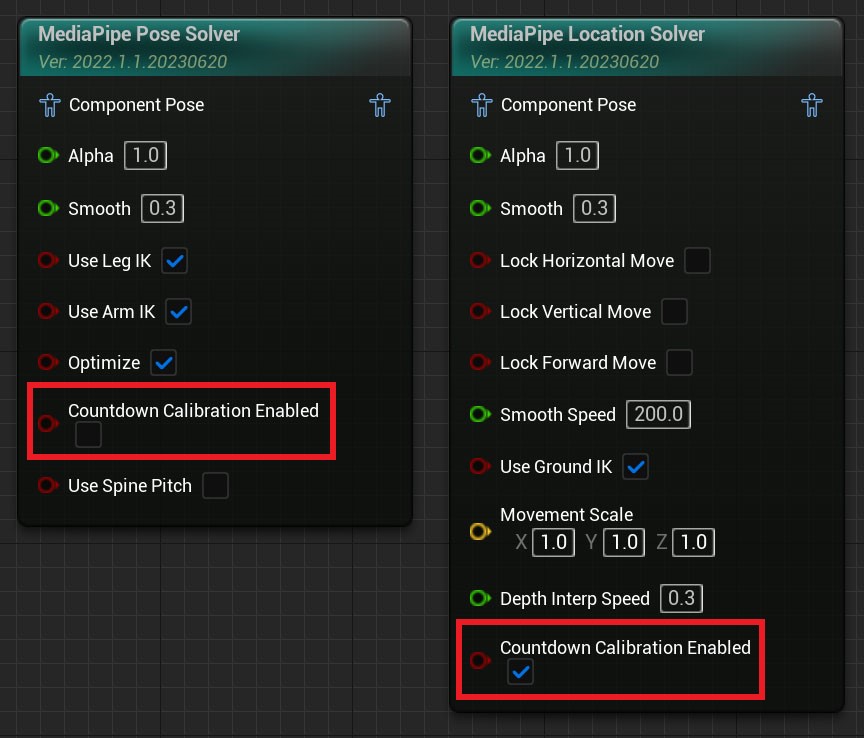 MediaPipe Pose Solver
Ver: 2022.1.1.20230620
Component Pose
Alpha 1.0
Smooth 0.3
Use Leg IK
Use Arm IK
Optimize
Countdown Calibration Enabled
Use Spine Pitch
MediaPipe Location Solver
Ver: 2022.1.1.20230620
Component Pose
Alpha 1.0
Smooth 0.3
Lock Horizontal Move
Lock Vertical Move
Lock Forward Move
Smooth Speed 200.0
Use Ground IK
Movement Scale
X 1.0 Y 1.0 Z 1.0
Depth Interp Speed 0.3
Countdown Calibration Enabled